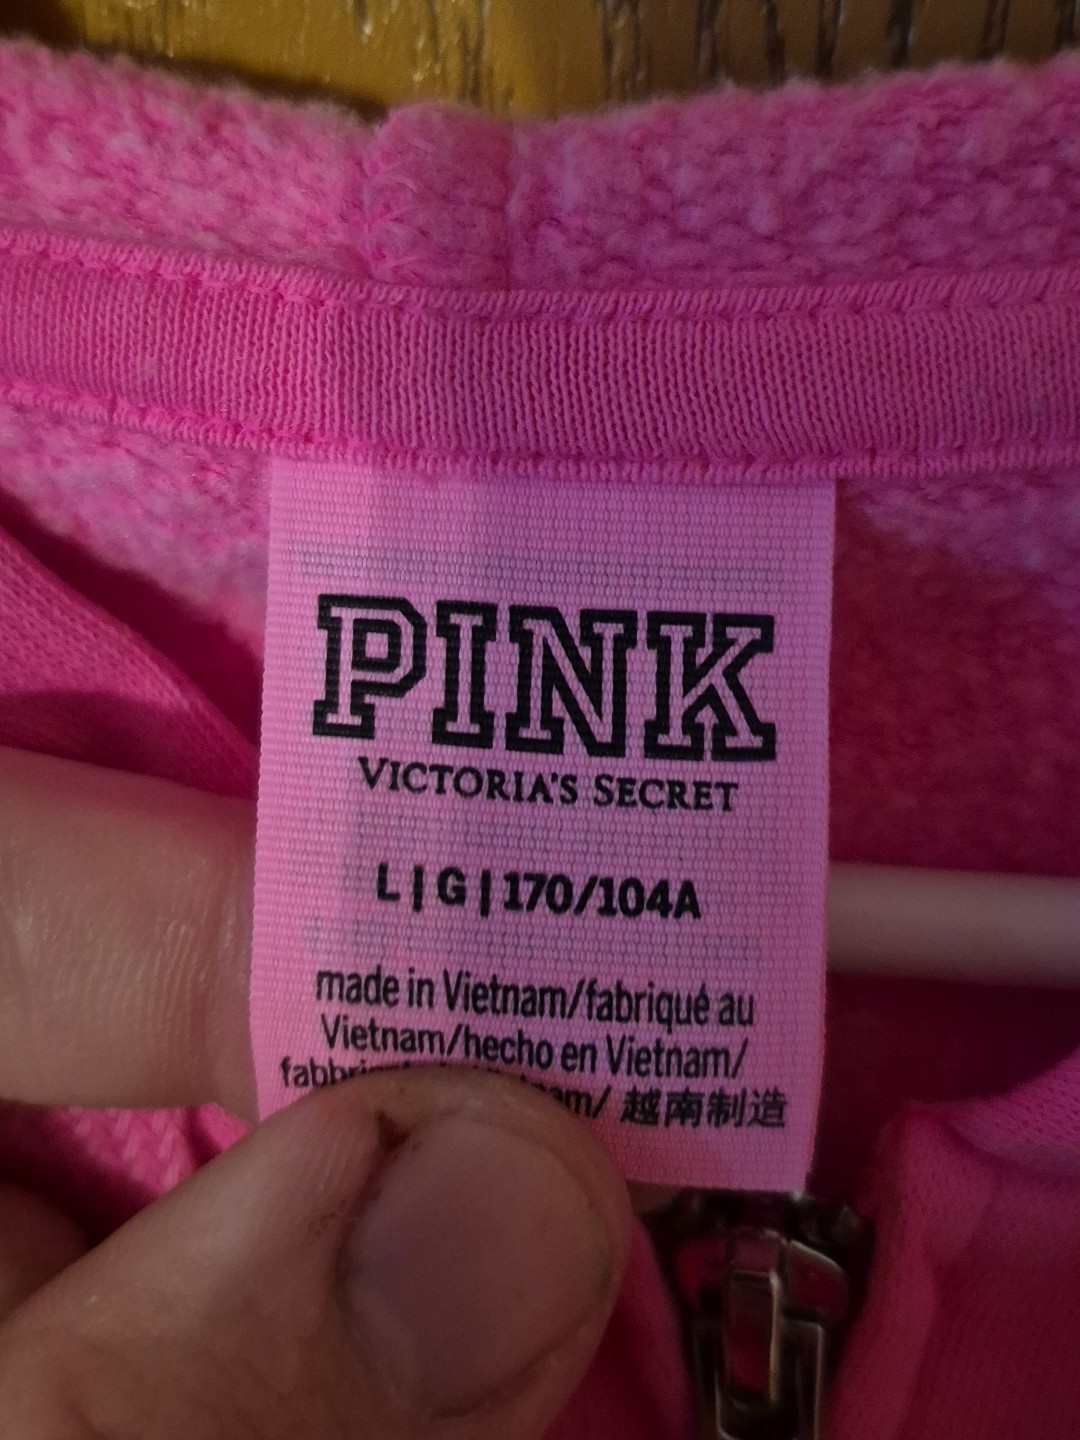 PINK
VICTORIA'S SECRET
L | G | 170/104A
made in Vietnam/fabriqué au
Vietnam/hecho en Vietnam/
越南制造